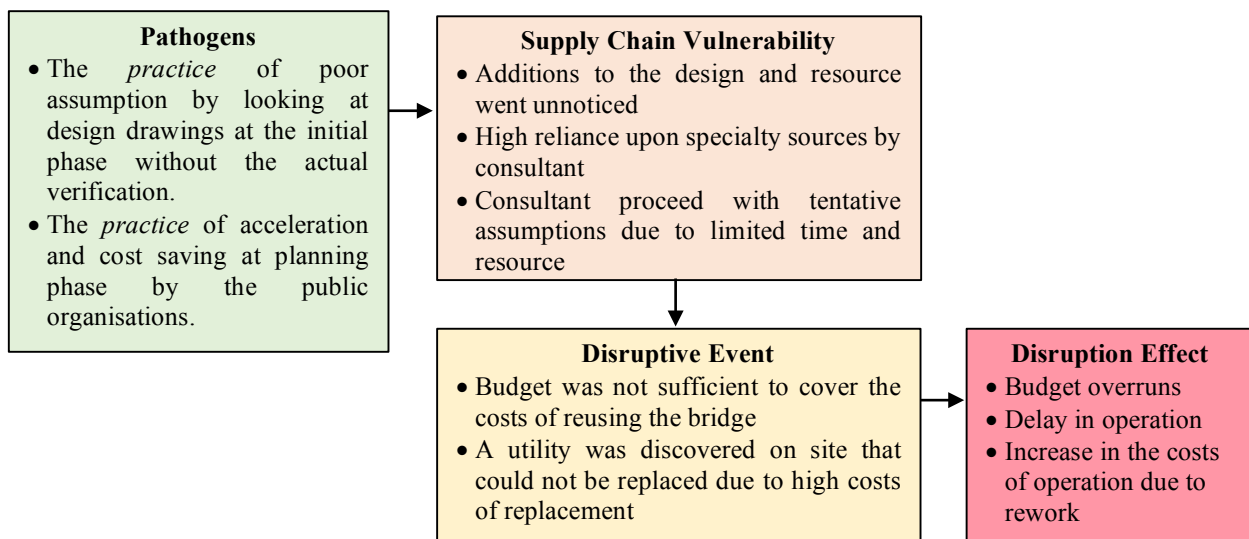 Pathogens
• The practice of poor
assumption by looking at
design drawings at the initial
phase without the actual
verification.
• The practice of acceleration
and cost saving at planning
phase by the public
organisations.
Supply Chain Vulnerability
• Additions to the design and resource
went unnoticed
• High reliance upon specialty sources by
consultant
• Consultant proceed with tentative
assumptions due to limited time and
resource
Disruptive Event
• Budget was not sufficient to cover the
costs of reusing the bridge
• A utility was discovered on site that
could not be replaced due to high costs
of replacement
Disruption Effect
• Budget overruns
• Delay in operation
• Increase in the costs
of operation due to
rework